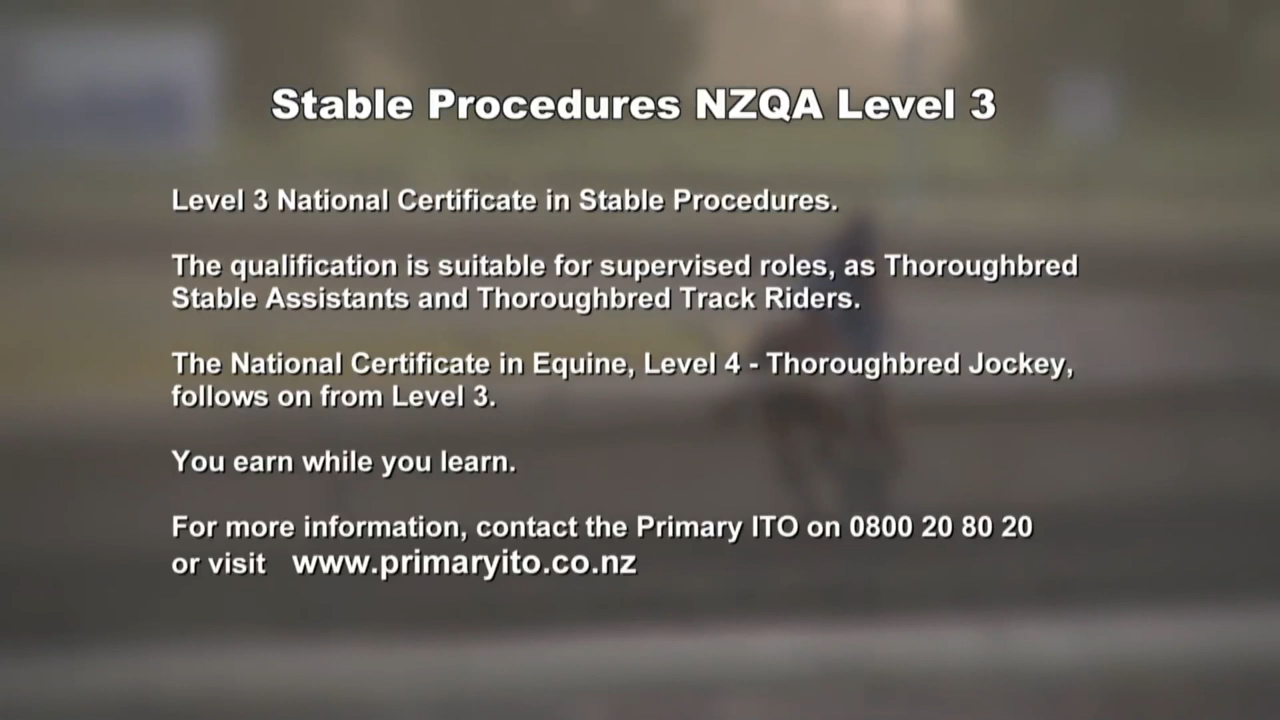 Stable Procedures NZQA Level 3
Level 3 National Certificate in Stable Procedures.
The qualification is suitable for supervised roles, as Thoroughbred
Stable Assistants and Thoroughbred Track Riders.
The National Certificate in Equine, Level 4 - Thoroughbred Jockey,
follows on from Level 3.
You earn while you learn.
For more information, contact the Primary ITO on 0800 20 80 20
or visit www.primaryito.co.nz